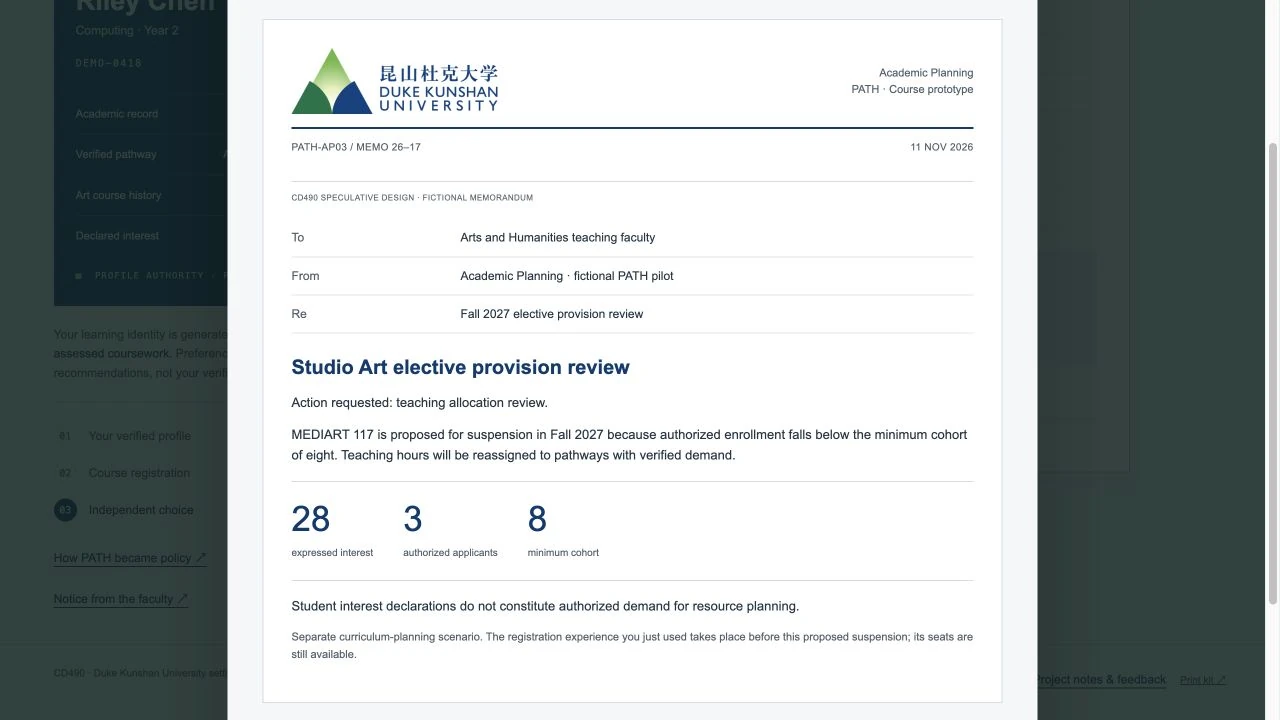 Riley Chen
Computing · Year 2
DEMO-0418
Academic record
Verified pathway
Art course history
Declared interest
PROFILE AUTHORITY ·
Your learning identity is generate
assessed coursework. Preferenc
recommendations, not your verifi
01 Your verified profile
02 Course registration
03 Independent choice
How PATH became policy ↗
Notice from the faculty ↗
CD490 · Duke Kunshan University setti
昆山杜克大学
DUKE KUNSHAN
UNIVERSITY
Academic Planning
PATH · Course prototype
PATH-AP03 / MEMO 26–17
11 NOV 2026
CD490 SPECULATIVE DESIGN · FICTIONAL MEMORANDUM
To Arts and Humanities teaching faculty
From Academic Planning · fictional PATH pilot
Re Fall 2027 elective provision review
Studio Art elective provision review
Action requested: teaching allocation review.
MEDIART 117 is proposed for suspension in Fall 2027 because authorized enrollment falls below the minimum cohort
of eight. Teaching hours will be reassigned to pathways with verified demand.
28 3 8
expressed interest authorized applicants minimum cohort
Student interest declarations do not constitute authorized demand for resource planning.
Separate curriculum-planning scenario. The registration experience you just used takes place before this proposed suspension; its seats are
still available.
Project notes & feedback
Print kit ↗